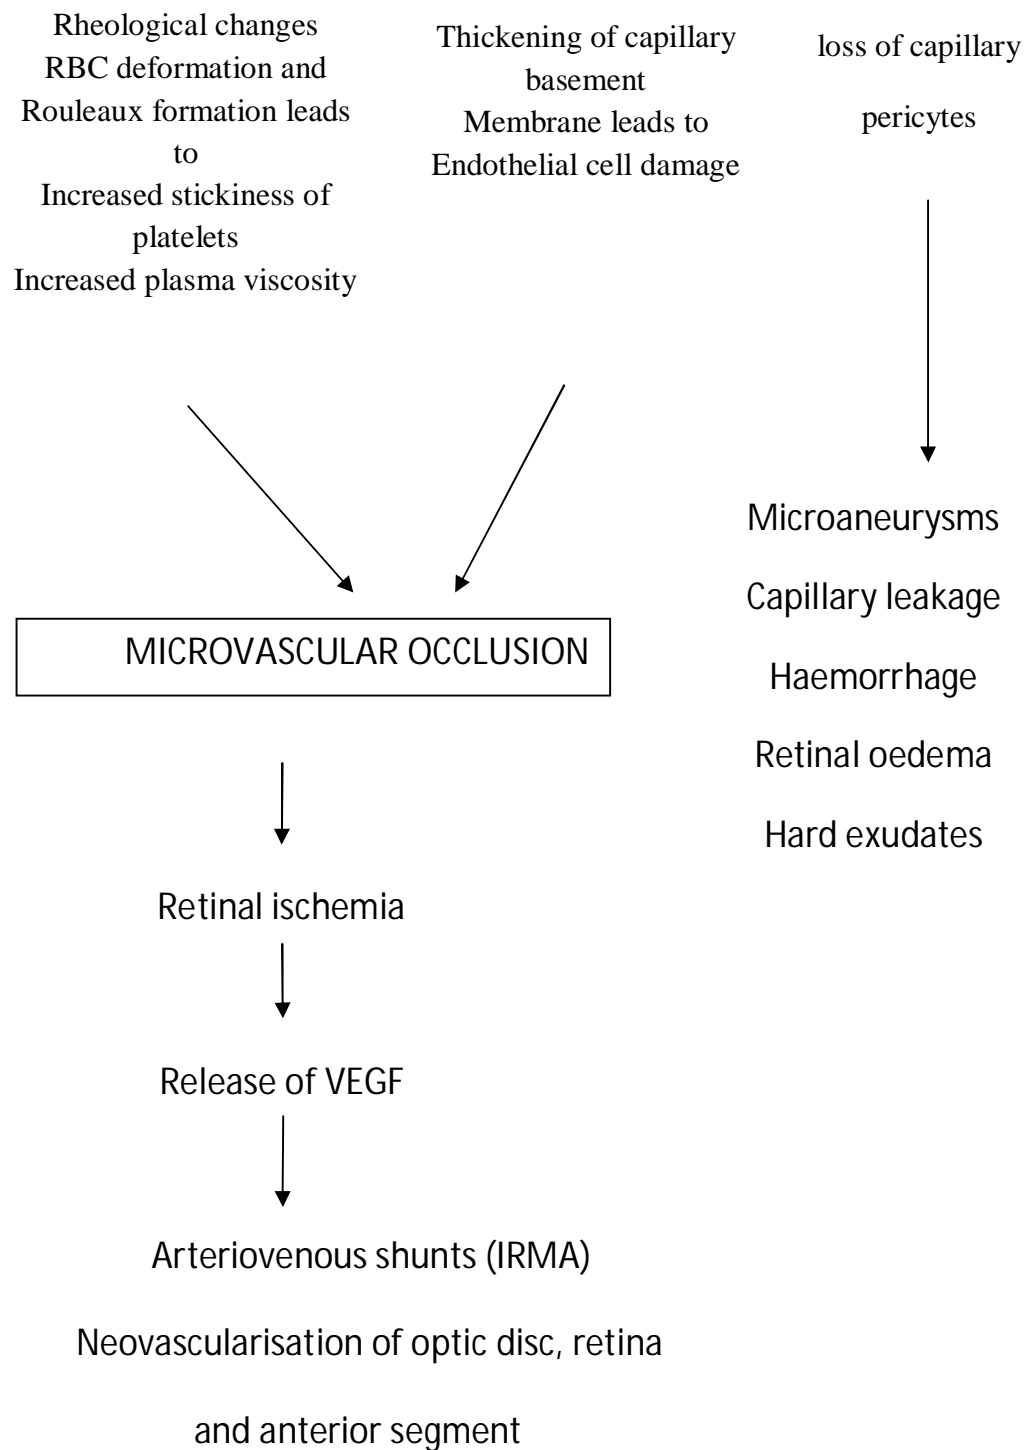 Rheological changes
RBC deformation and
Rouleaux formation leads
to
Increased stickiness of
platelets
Increased plasma viscosity
Thickening of capillary
basement
Membrane leads to
Endothelial cell damage
loss of capillary
pericytes
MICROVASCULAR OCCLUSION
Retinal ischemia
Release of VEGF
Arteriovenous shunts (IRMA)
Neovascularisation of optic disc, retina
and anterior segment
Microaneurysms
Capillary leakage
Haemorrhage
Retinal oedema
Hard exudates